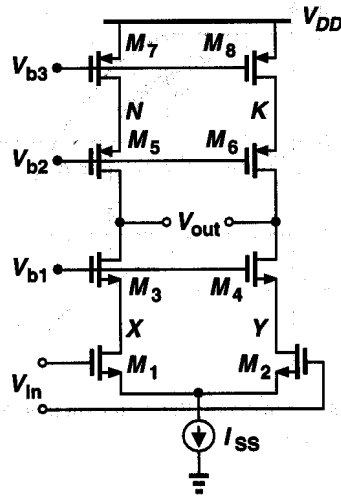 V_DD
M_7 M_8
V_b3
N K
M_5 M_6
V_b2
V_out
V_b1
M_3 M_4
X Y
M_1 M_2
V_in
I_SS